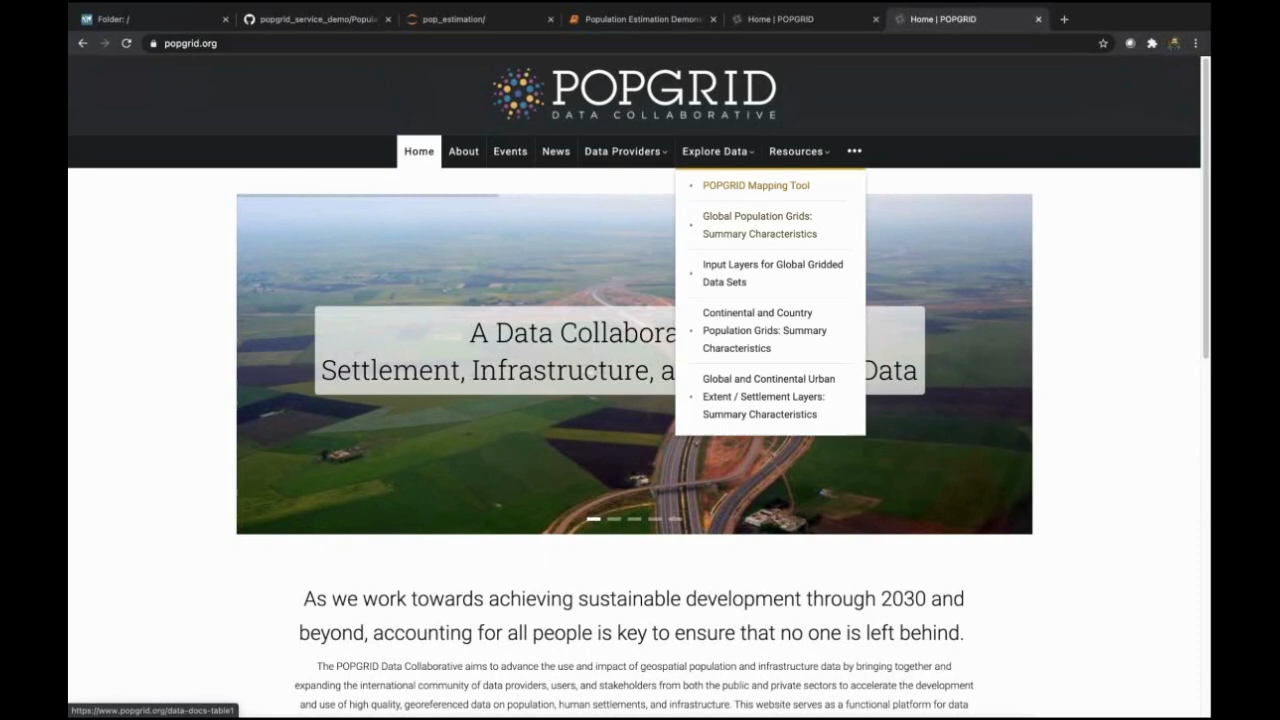 Folder: /
popgrid_service_demo/Popula
pop_estimation/
Population Estimation Demons
Home | POPGRID
Home | POPGRID
popgrid.org
POPGRID
DATA COLLABORATIVE
Home
About
Events
News
Data Providers
Explore Data
Resources
•••
POPGRID Mapping Tool
Global Population Grids:
Summary Characteristics
Input Layers for Global Gridded
Data Sets
Continental and Country
Population Grids: Summary
Characteristics
Global and Continental Urban
Extent / Settlement Layers:
Summary Characteristics
A Data Collabora
Settlement, Infrastructure, a
Data
As we work towards achieving sustainable development through 2030 and
beyond, accounting for all people is key to ensure that no one is left behind.
The POPGRID Data Collaborative aims to advance the use and impact of geospatial population and infrastructure data by bringing together and
expanding the international community of data providers, users, and stakeholders from both the public and private sectors to accelerate the development
and use of high quality, georeferenced data on population, human settlements, and infrastructure. This website serves as a functional platform for data
https://www.popgrid.org/data-docs-table1